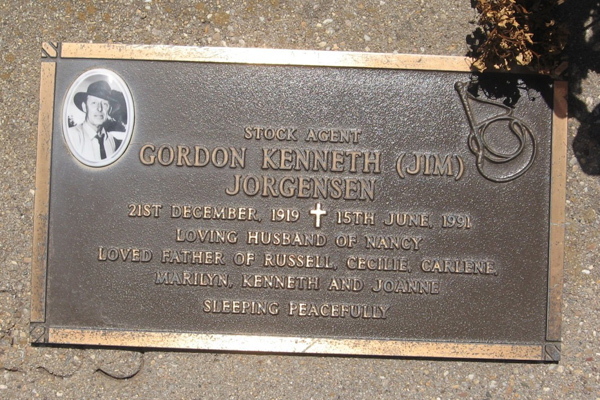 STOCK AGENT
GORDON KENNETH (JIM)
JORGENSEN
21ST DECEMBER, 1919 ✝ 15TH JUNE, 1991
LOVING HUSBAND OF NANCY
LOVED FATHER OF RUSSELL, CECILIE, CARLENE,
MARILYN, KENNETH AND JOANNE
SLEEPING PEACEFULLY